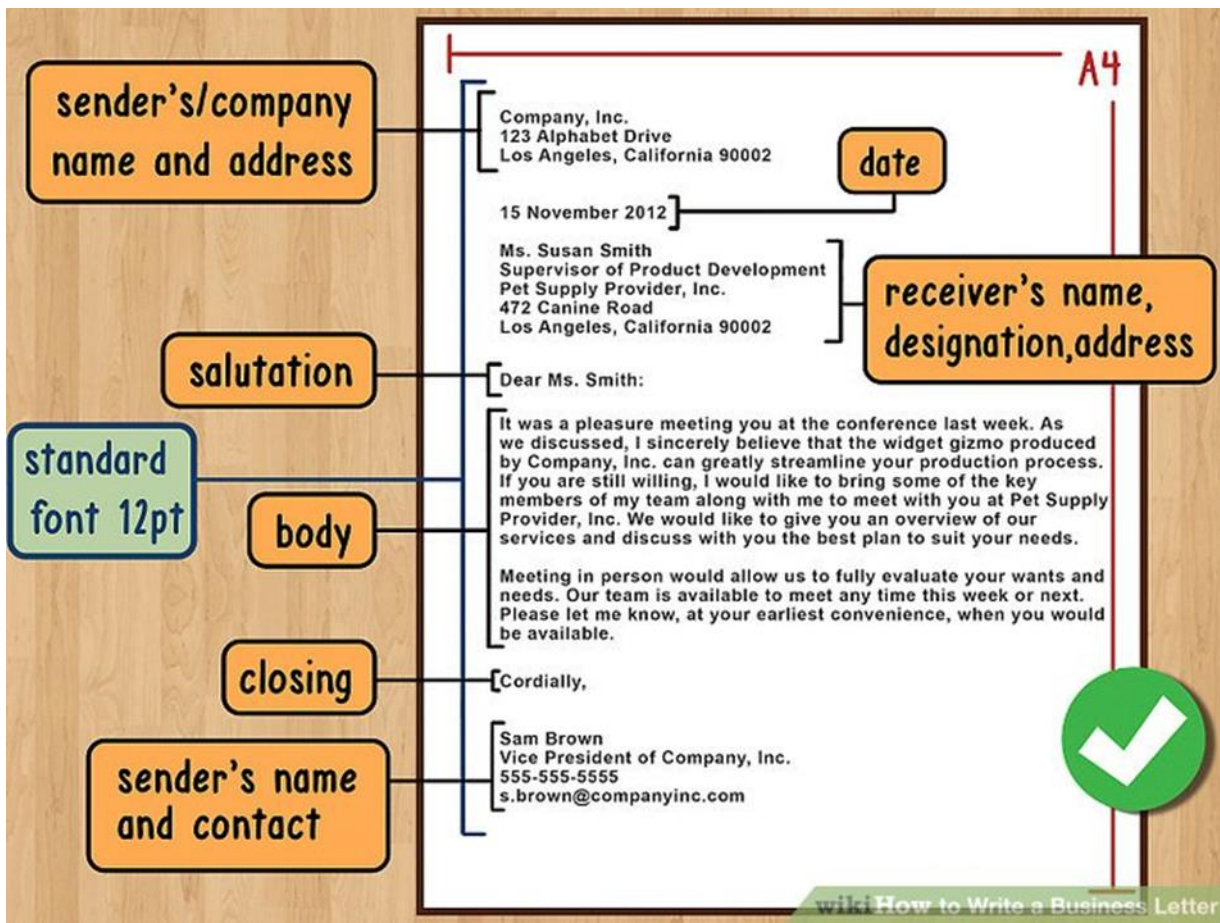 A4
sender's/company
name and address
Company, Inc.
123 Alphabet Drive
Los Angeles, California 90002
date
15 November 2012
Ms. Susan Smith
Supervisor of Product Development
Pet Supply Provider, Inc.
472 Canine Road
Los Angeles, California 90002
receiver's name,
designation,address
salutation
Dear Ms. Smith:
standard
font 12pt
body
It was a pleasure meeting you at the conference last week. As
we discussed, I sincerely believe that the widget gizmo produced
by Company, Inc. can greatly streamline your production process.
If you are still willing, I would like to bring some of the key
members of my team along with me to meet with you at Pet Supply
Provider, Inc. We would like to give you an overview of our
services and discuss with you the best plan to suit your needs.
Meeting in person would allow us to fully evaluate your wants and
needs. Our team is available to meet any time this week or next.
Please let me know, at your earliest convenience, when you would
be available.
closing
Cordially,
sender's name
and contact
Sam Brown
Vice President of Company, Inc.
555-555-5555
s.brown@companyinc.com
wikiHow to Write a Business Letter